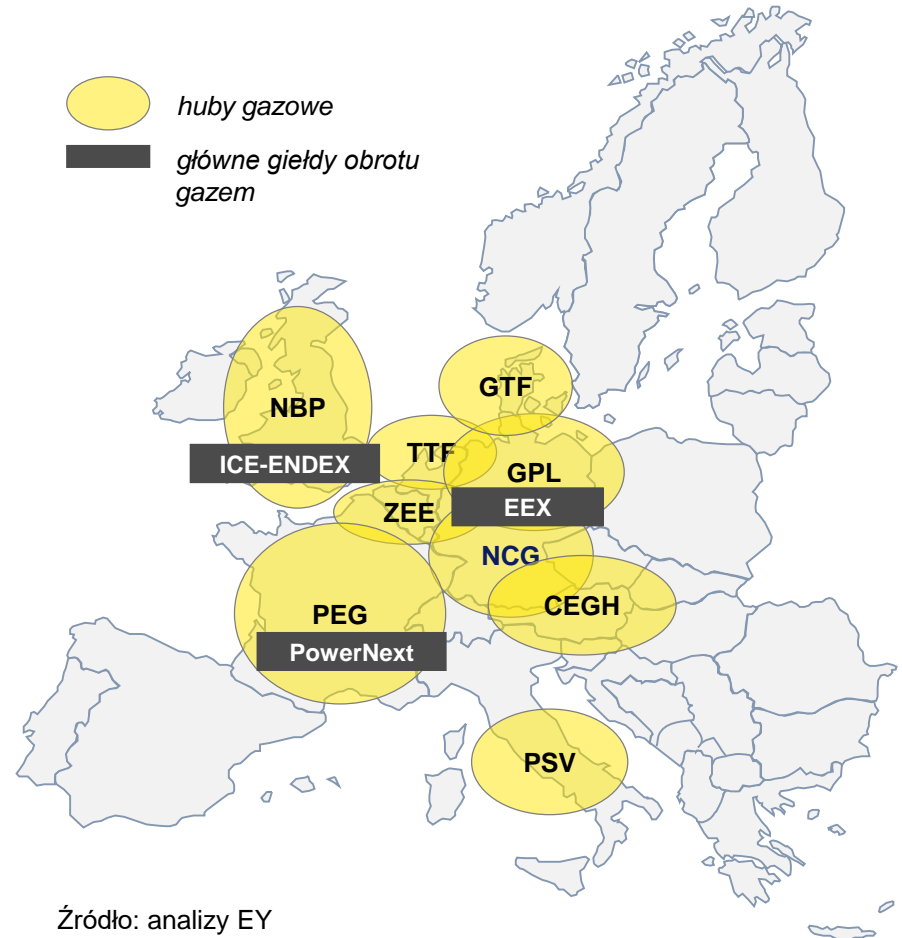 huby gazowe
główne giełdy obrotu
gazem
GTF
NBP
TTF
ICE-ENDEX
GPL
EEX
ZEE
NCG
CEGH
PEG
PowerNext
PSV
Źródło: analizy EY